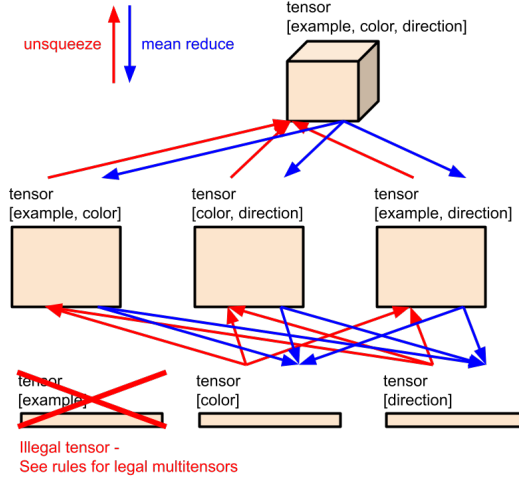 tensor
[example, color, direction]
unsqueeze
mean reduce
tensor
[example, color]
tensor
[color, direction]
tensor
[example, direction]
tensor
[example]
tensor
[color]
tensor
[direction]
Illegal tensor -
See rules for legal multitensors